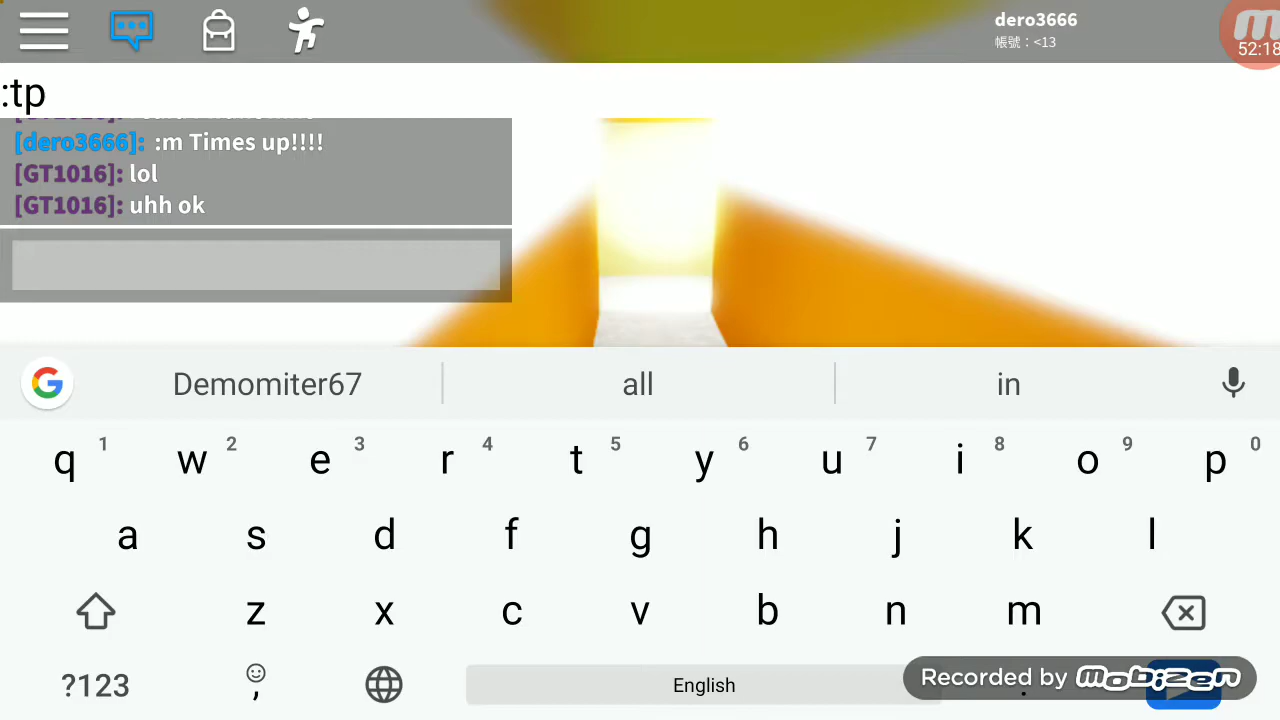 dero3666
帳號：<13
52:18
:tp
[dero3666]: :m Times up!!!!
[GT1016]: lol
[GT1016]: uhh ok
Demomiter67 all in
q 1 w 2 e 3 r 4 t 5 y 6 u 7 i 8 o 9 p 0
a s d f g h j k l
z x c v b n m
?123 , English .
Recorded by mobizen